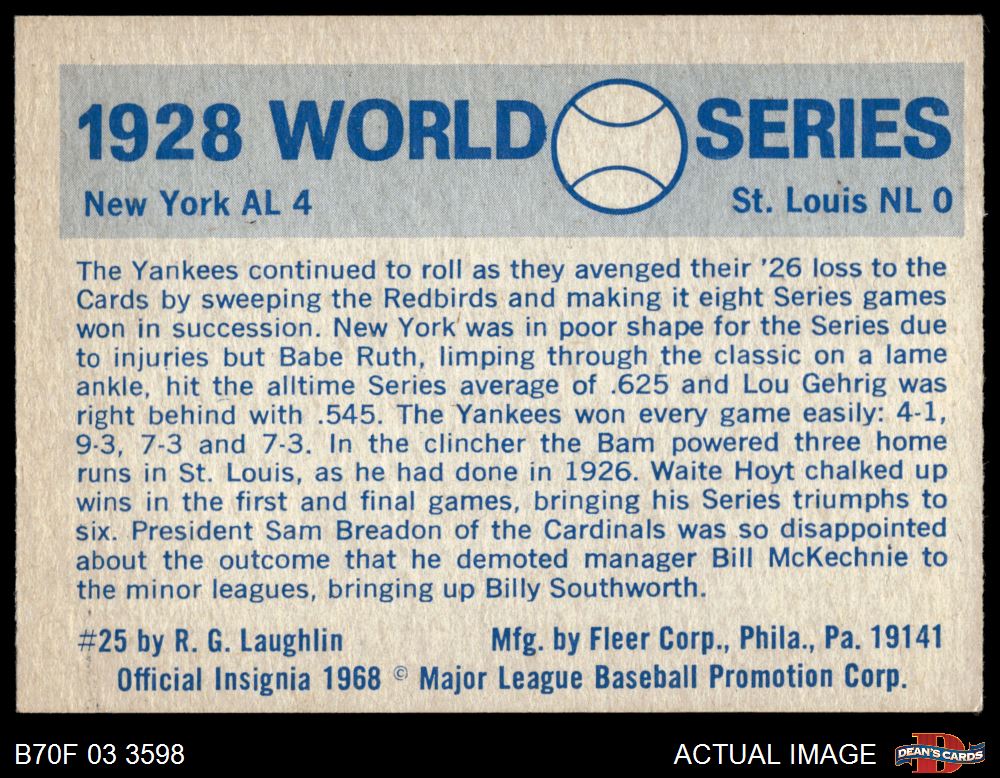 1928 WORLD SERIES
New York AL 4 St. Louis NL 0
The Yankees continued to roll as they avenged their '26 loss to the
Cards by sweeping the Redbirds and making it eight Series games
won in succession. New York was in poor shape for the Series due
to injuries but Babe Ruth, limping through the classic on a lame
ankle, hit the alltime Series average of .625 and Lou Gehrig was
right behind with .545. The Yankees won every game easily: 4-1,
9-3, 7-3 and 7-3. In the clincher the Bam powered three home
runs in St. Louis, as he had done in 1926. Waite Hoyt chalked up
wins in the first and final games, bringing his Series triumphs to
six. President Sam Breadon of the Cardinals was so disappointed
about the outcome that he demoted manager Bill McKechnie to
the minor leagues, bringing up Billy Southworth.
#25 by R. G. Laughlin Mfg. by Fleer Corp., Phila., Pa. 19141
Official Insignia 1968 © Major League Baseball Promotion Corp.
B70F 03 3598 ACTUAL IMAGE DEAN'S CARDS